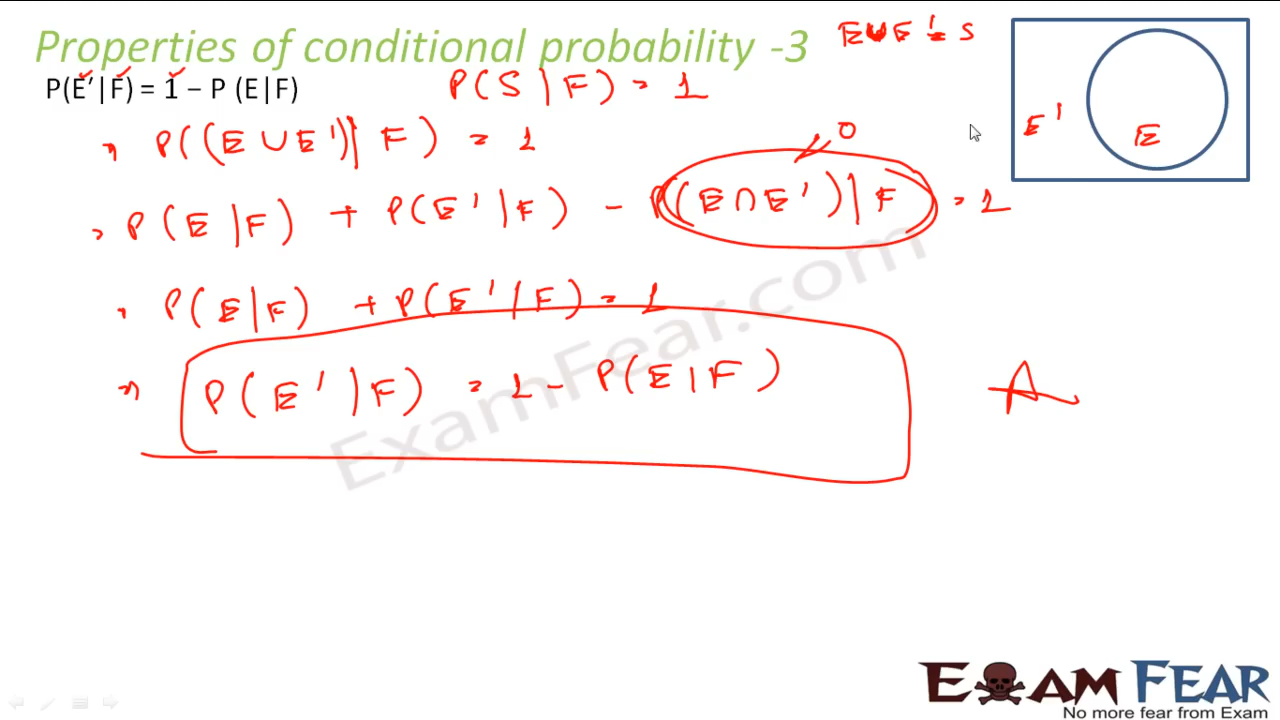 Properties of conditional probability -3
E∪E' = S
P(E′|F) = 1 – P (E|F)
P(S|F) = 1
⇒ P((E∪E')|F) = 1
⇒ P(E|F) + P(E'|F) - P((E∩E')|F) = 1
0
⇒ P(E|F) + P(E'|F) = 1
⇒ P(E'|F) = 1 - P(E|F)
E'
E
ExamFear.com
EXAM FEAR
No more fear from Exam